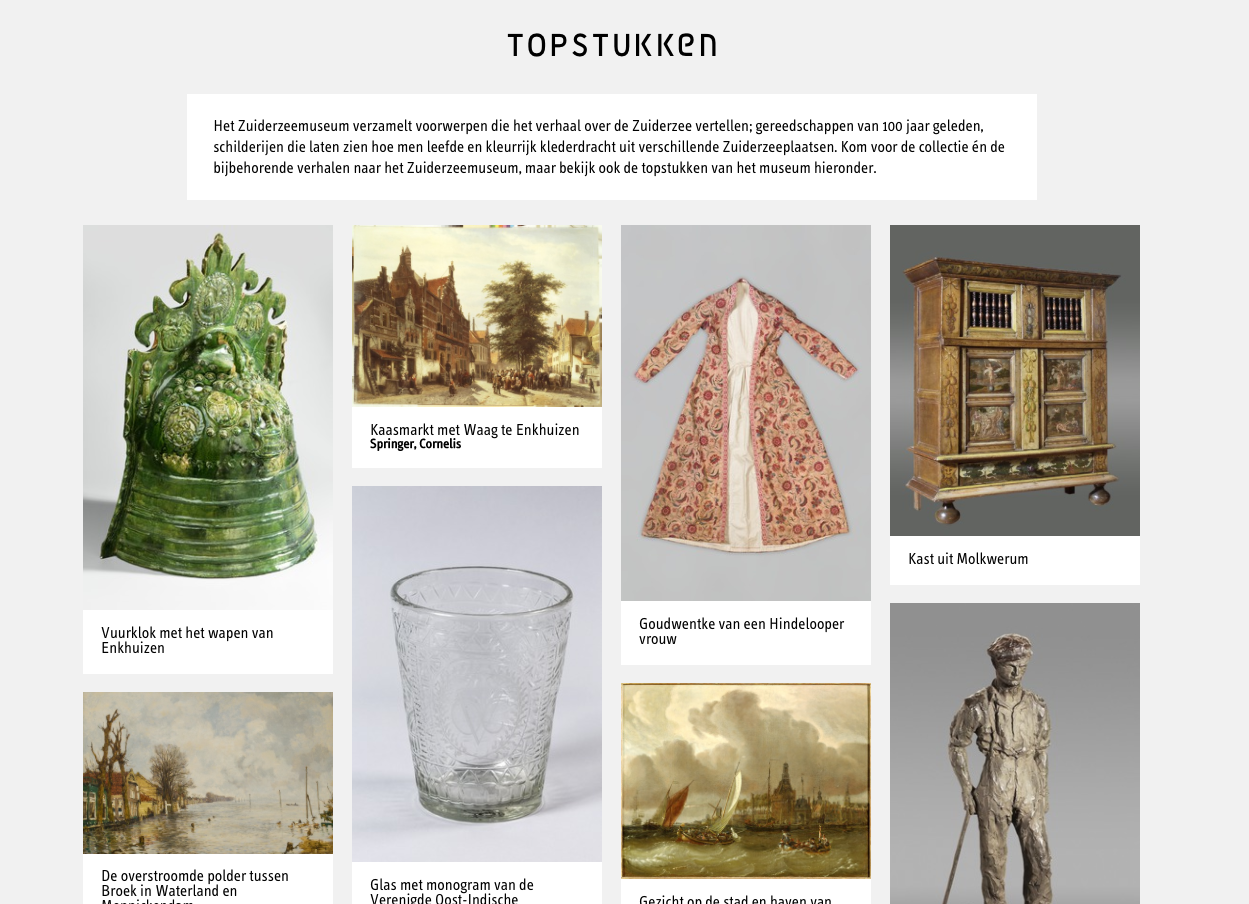 TOPSTUKKEN
Het Zuiderzeemuseum verzamelt voorwerpen die het verhaal over de Zuiderzee vertellen; gereedschappen van 100 jaar geleden,
schilderijen die laten zien hoe men leefde en kleurrijk klederdracht uit verschillende Zuiderzeeplaatsen. Kom voor de collectie én de
bijbehorende verhalen naar het Zuiderzeemuseum, maar bekijk ook de topstukken van het museum hieronder.
Vuurklok met het wapen van
Enkhuizen
De overstroomde polder tussen
Broek in Waterland en
Kaasmarkt met Waag te Enkhuizen
Springer, Cornelis
Glas met monogram van de
Verenigde Oost-Indische
Goudwentke van een Hindelooper
vrouw
Gezicht op de stad en haven van
Kast uit Molkwerum